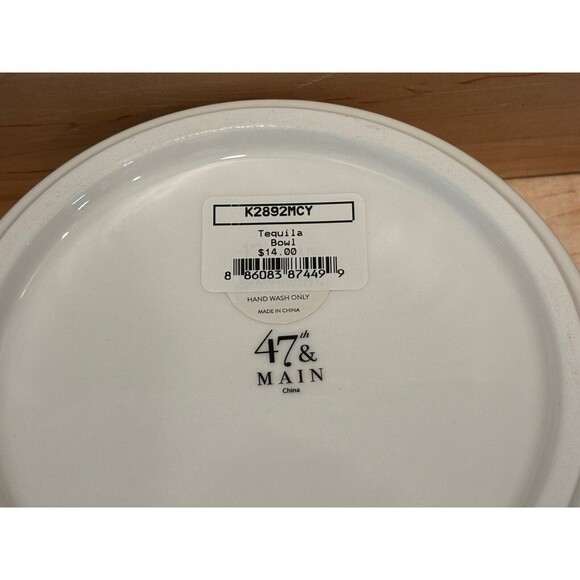 K2892MCY
Tequila
Bowl
$14.00
8 86083 87449 9
HAND WASH ONLY
MADE IN CHINA
47th &
MAIN
China